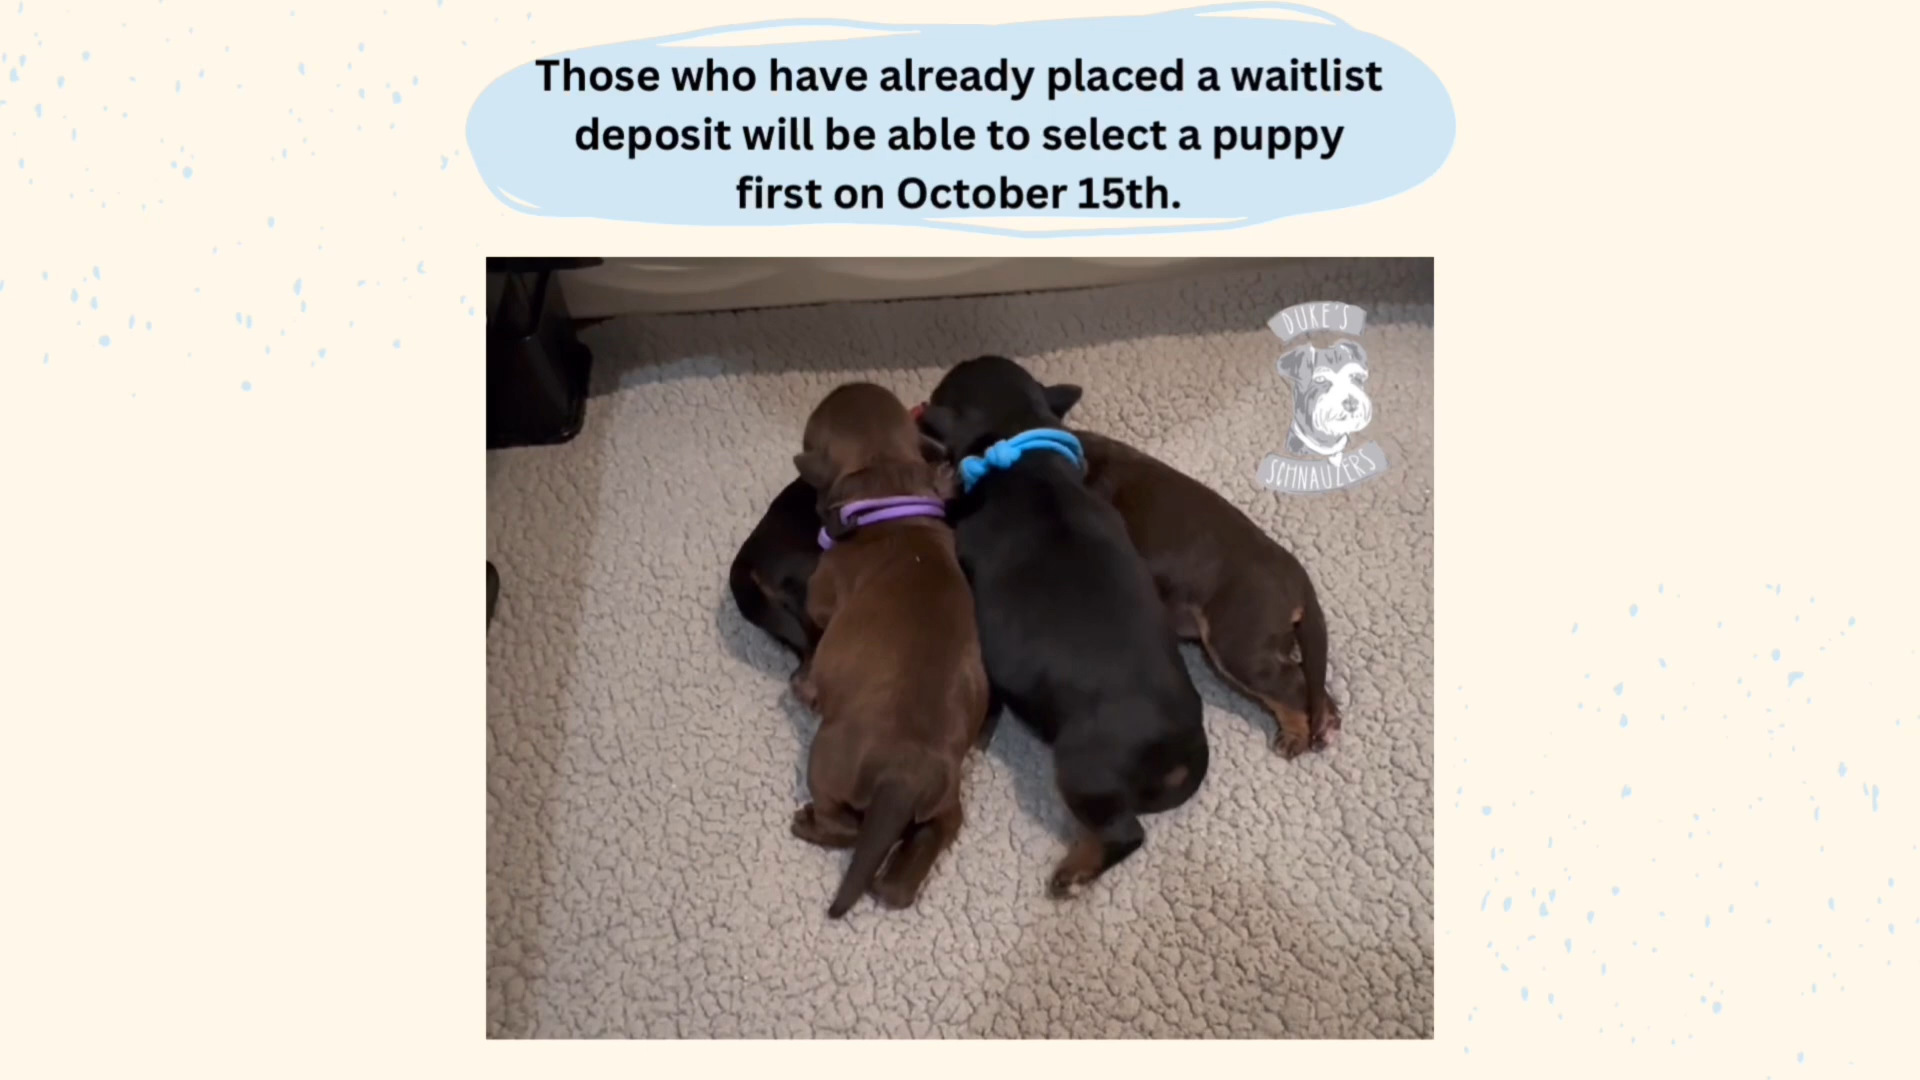 Those who have already placed a waitlist
deposit will be able to select a puppy
first on October 15th.
DUKE'S
SCHNAUZERS